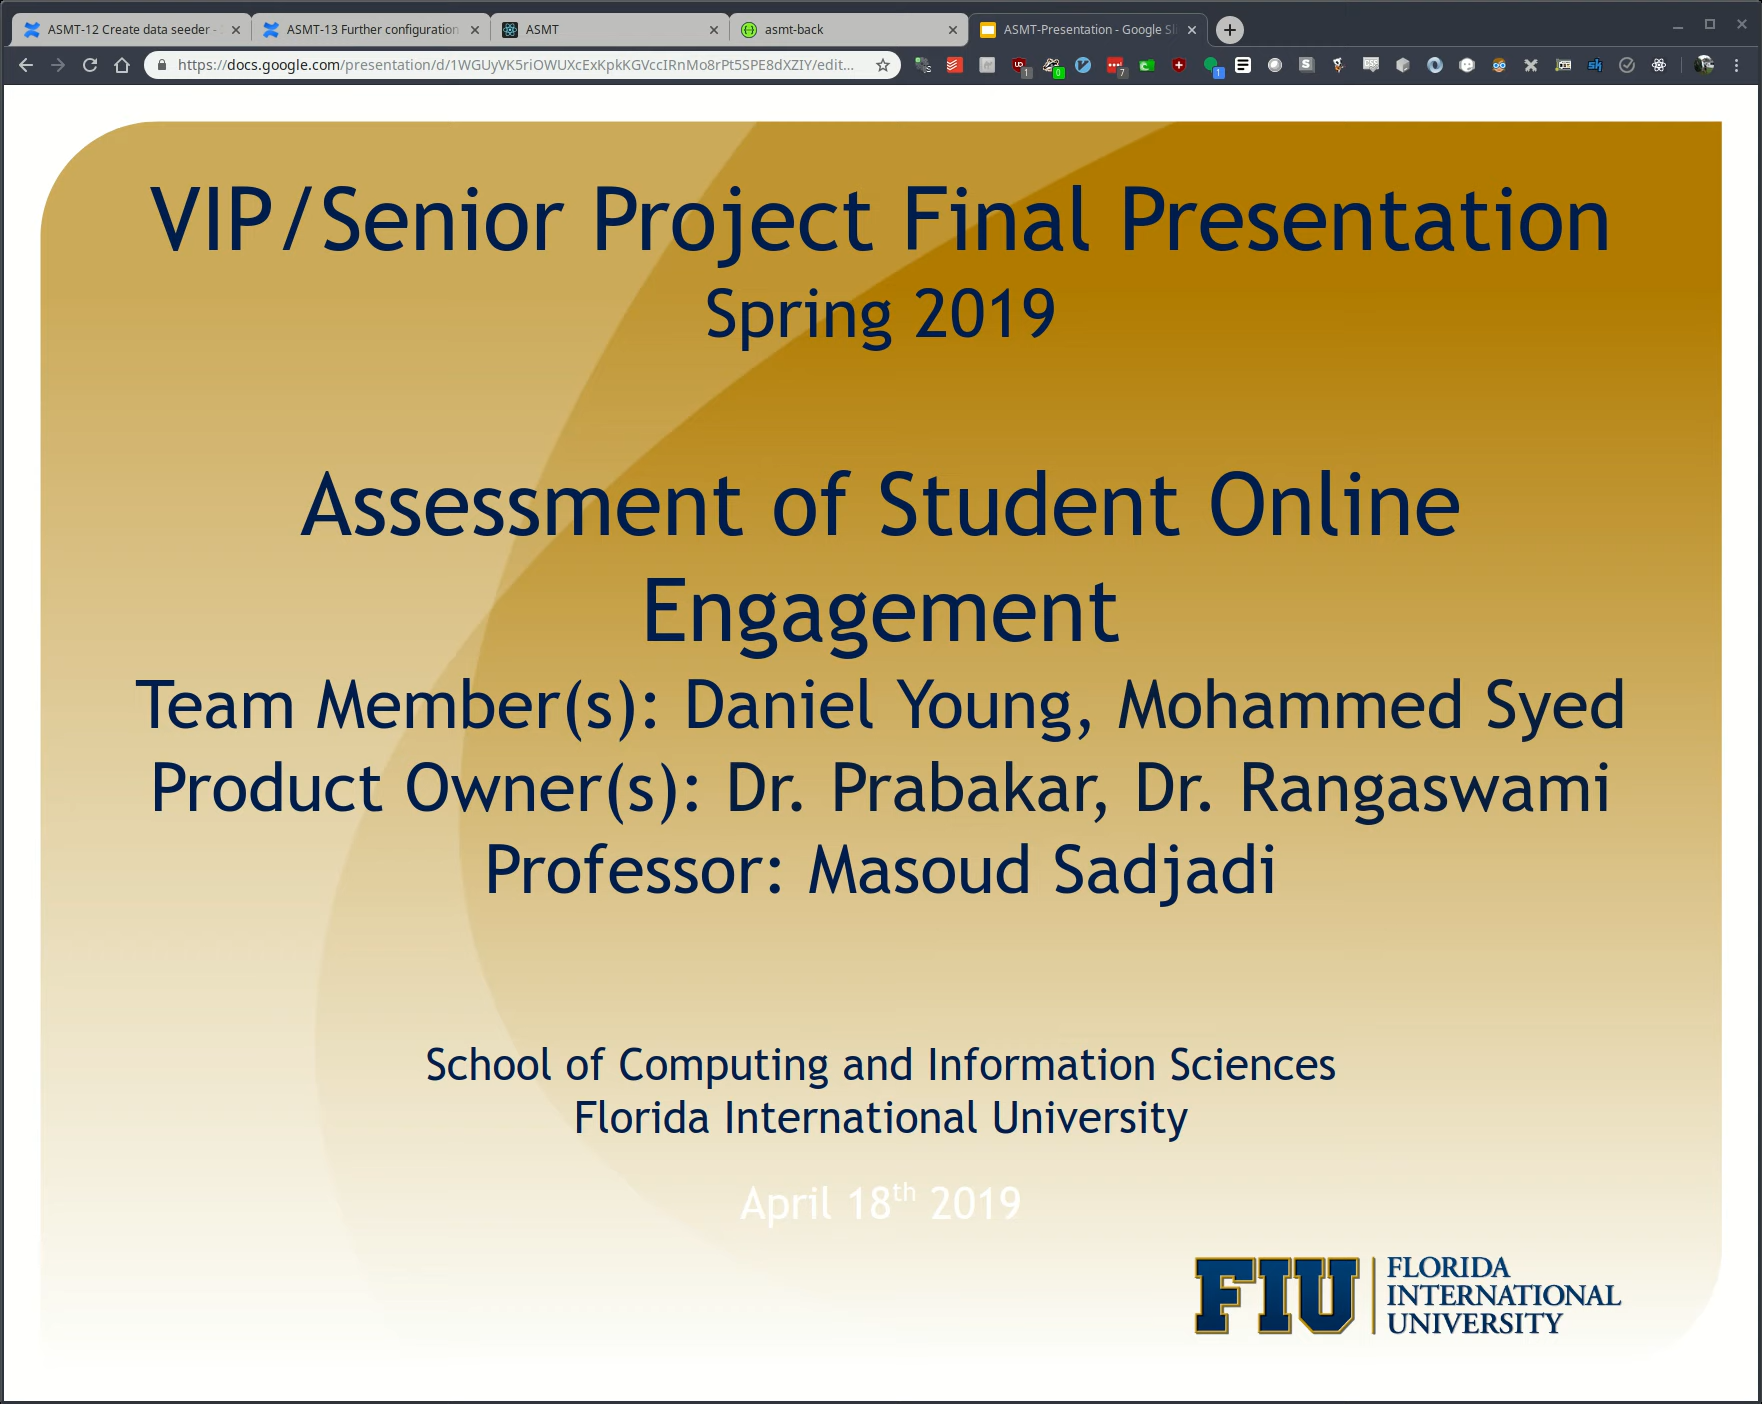 ASMT-12 Create data seeder -
ASMT-13 Further configuration
ASMT
asmt-back
ASMT-Presentation - Google Sl
https://docs.google.com/presentation/d/1WGUyVK5riOWUXcExKpkKGVccIRnMo8rPt5SPE8dXZIY/edit...
VIP/Senior Project Final Presentation
Spring 2019
Assessment of Student Online
Engagement
Team Member(s): Daniel Young, Mohammed Syed
Product Owner(s): Dr. Prabakar, Dr. Rangaswami
Professor: Masoud Sadjadi
School of Computing and Information Sciences
Florida International University
April 18th 2019
FIU
FLORIDA
INTERNATIONAL
UNIVERSITY